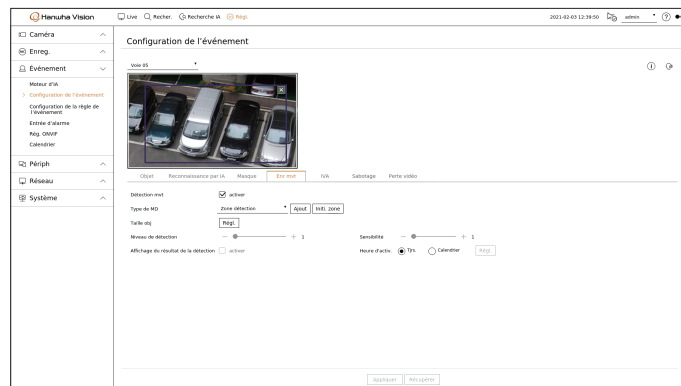 Hanwha Vision
Live Recher. Recherche IA Régl.
2021-02-03 12:39:50 admin
Caméra
Enreg.
Événement
Moteur d'IA
Configuration de l'événement
Configuration de la règle de
l'événement
Entrée d'alarme
Rég. ONVIF
Calendrier
Périph
Réseau
Système
Configuration de l'événement
Voie 05
Objet Reconnaissance par IA Masque Enr mvt IVA Sabotage Perte vidéo
Détection mvt activer
Type de MD Zone détection Ajout Initi. zone
Taille obj Régl.
Niveau de détection 1 Sensibilité 1
Affichage du résultat de la détection activer Heure d'activ. Tjrs. Calendrier Régl
Appliquer Récupérer